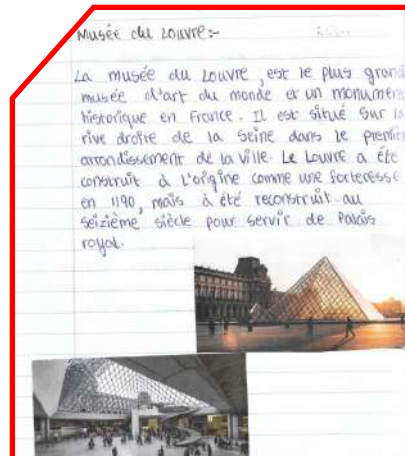 Musée du Louvre:-
La musée du Louvre, est le plus grand
musée d'art du monde et un monument
historique en France. Il est situé sur la
rive droite de la Seine dans le premier
arrondissement de la ville. Le Louvre a été
construit à l'origine comme une forteresse
en 1190, mais à été reconstruit au
seizième siècle pour servir de Palais
royal.